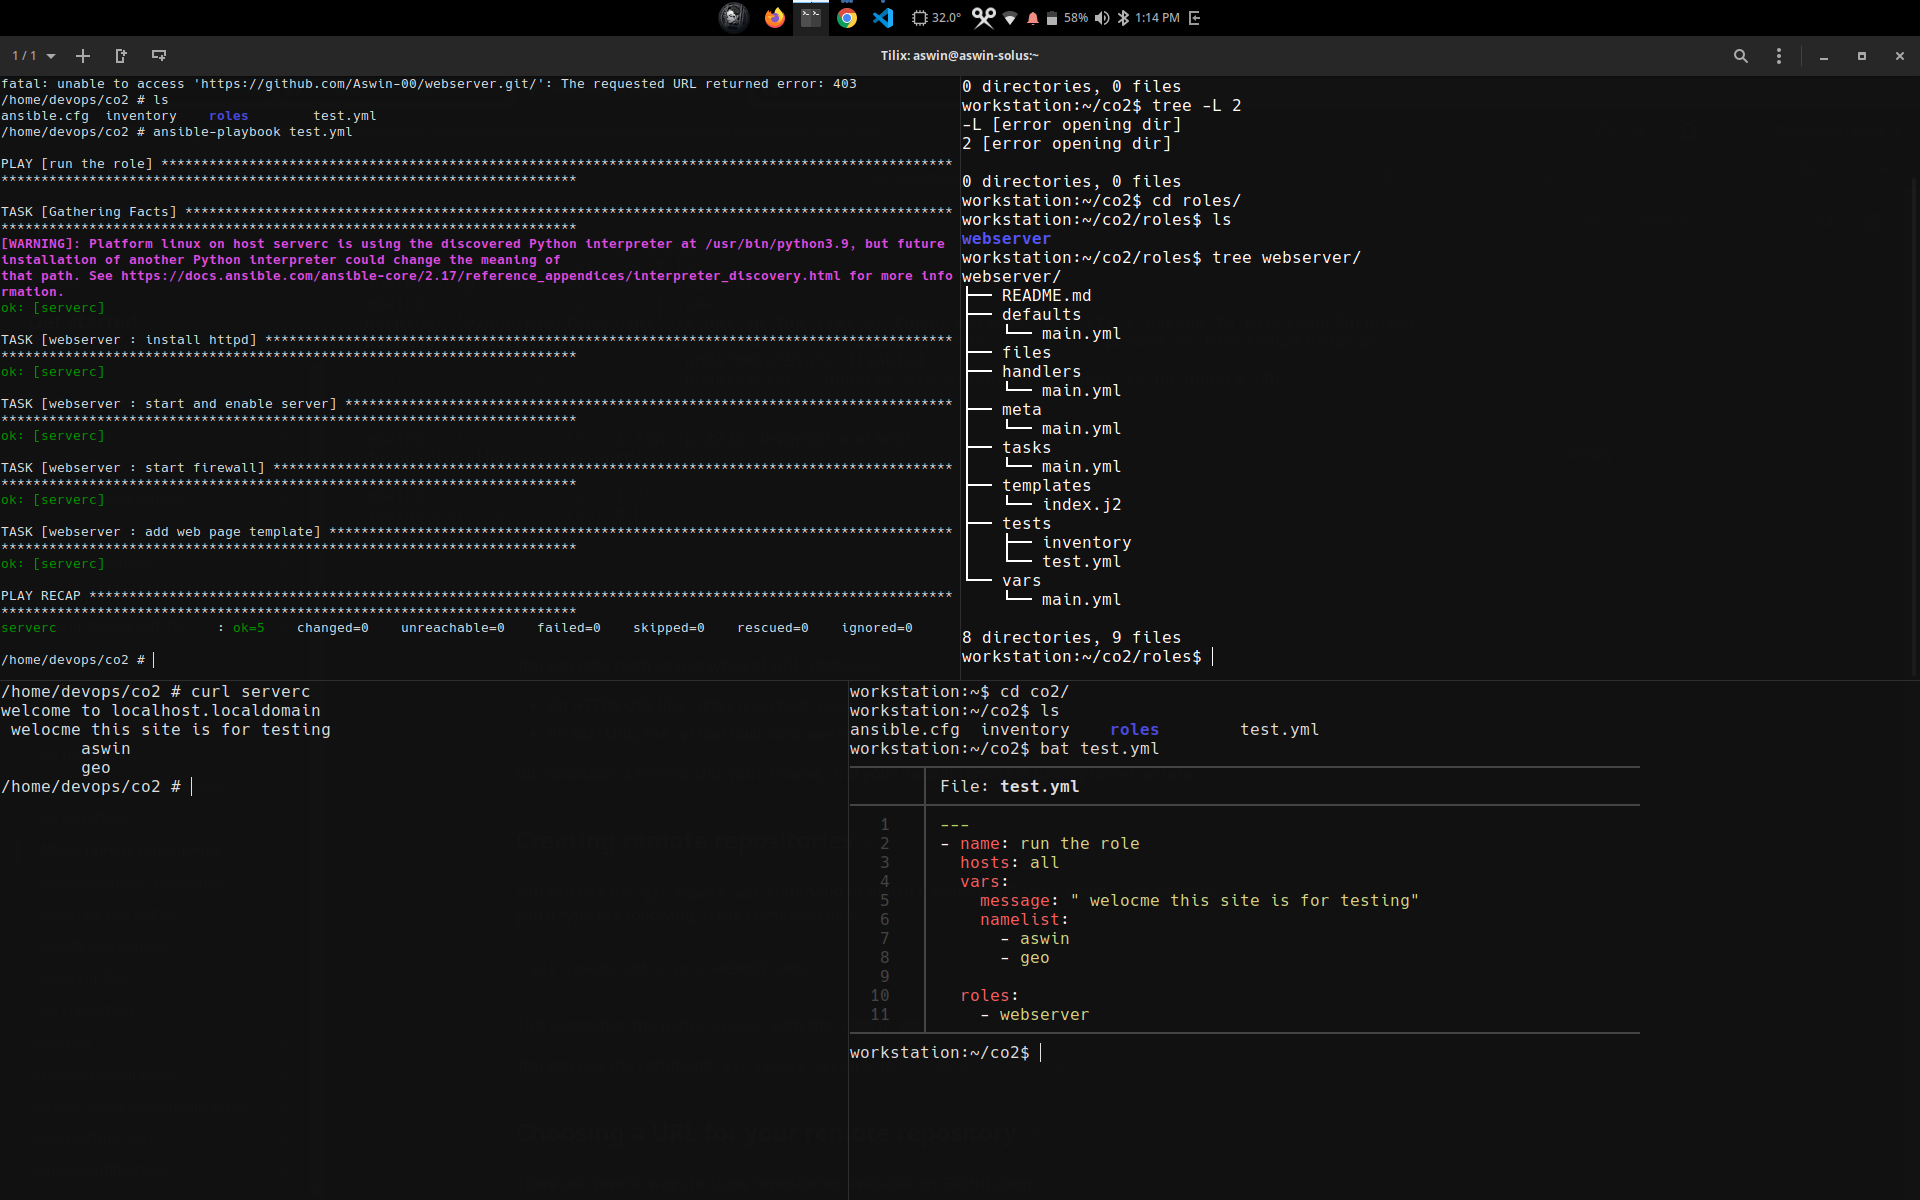 32.0° 58% 1:14 PM
1 / 1 Tilix: aswin@aswin-solus:~
fatal: unable to access 'https://github.com/Aswin-00/webserver.git/': The requested URL returned error: 403
/home/devops/co2 # ls
ansible.cfg  inventory    roles        test.yml
/home/devops/co2 # ansible-playbook test.yml
PLAY [run the role] ***************************************************************************************************
************************************************************************
TASK [Gathering Facts] ************************************************************************************************
************************************************************************
[WARNING]: Platform linux on host serverc is using the discovered Python interpreter at /usr/bin/python3.9, but future
installation of another Python interpreter could change the meaning of
that path. See https://docs.ansible.com/ansible-core/2.17/reference_appendices/interpreter_discovery.html for more info
rmation.
ok: [serverc]
TASK [webserver : install httpd] **************************************************************************************
************************************************************************
ok: [serverc]
TASK [webserver : start and enable server] ****************************************************************************
************************************************************************
ok: [serverc]
TASK [webserver : start firewall] *************************************************************************************
************************************************************************
ok: [serverc]
TASK [webserver : add web page template] ******************************************************************************
************************************************************************
ok: [serverc]
PLAY RECAP ************************************************************************************************************
************************************************************************
serverc                    : ok=5    changed=0    unreachable=0    failed=0    skipped=0    rescued=0    ignored=0
/home/devops/co2 #
0 directories, 0 files
workstation:~/co2$ tree -L 2
-L [error opening dir]
2 [error opening dir]
0 directories, 0 files
workstation:~/co2$ cd roles/
workstation:~/co2/roles$ ls
webserver
workstation:~/co2/roles$ tree webserver/
webserver/
├── README.md
├── defaults
│   └── main.yml
├── files
├── handlers
│   └── main.yml
├── meta
│   └── main.yml
├── tasks
│   └── main.yml
├── templates
│   └── index.j2
├── tests
│   ├── inventory
│   └── test.yml
└── vars
    └── main.yml
8 directories, 9 files
workstation:~/co2/roles$
/home/devops/co2 # curl serverc
welcome to localhost.localdomain
 welocme this site is for testing
        aswin
        geo
/home/devops/co2 #
workstation:~$ cd co2/
workstation:~/co2$ ls
ansible.cfg  inventory    roles        test.yml
workstation:~/co2$ bat test.yml
File: test.yml
1 ---
2 - name: run the role
3   hosts: all
4   vars:
5     message: " welocme this site is for testing"
6     namelist:
7       - aswin
8       - geo
9
10   roles:
11     - webserver
workstation:~/co2$